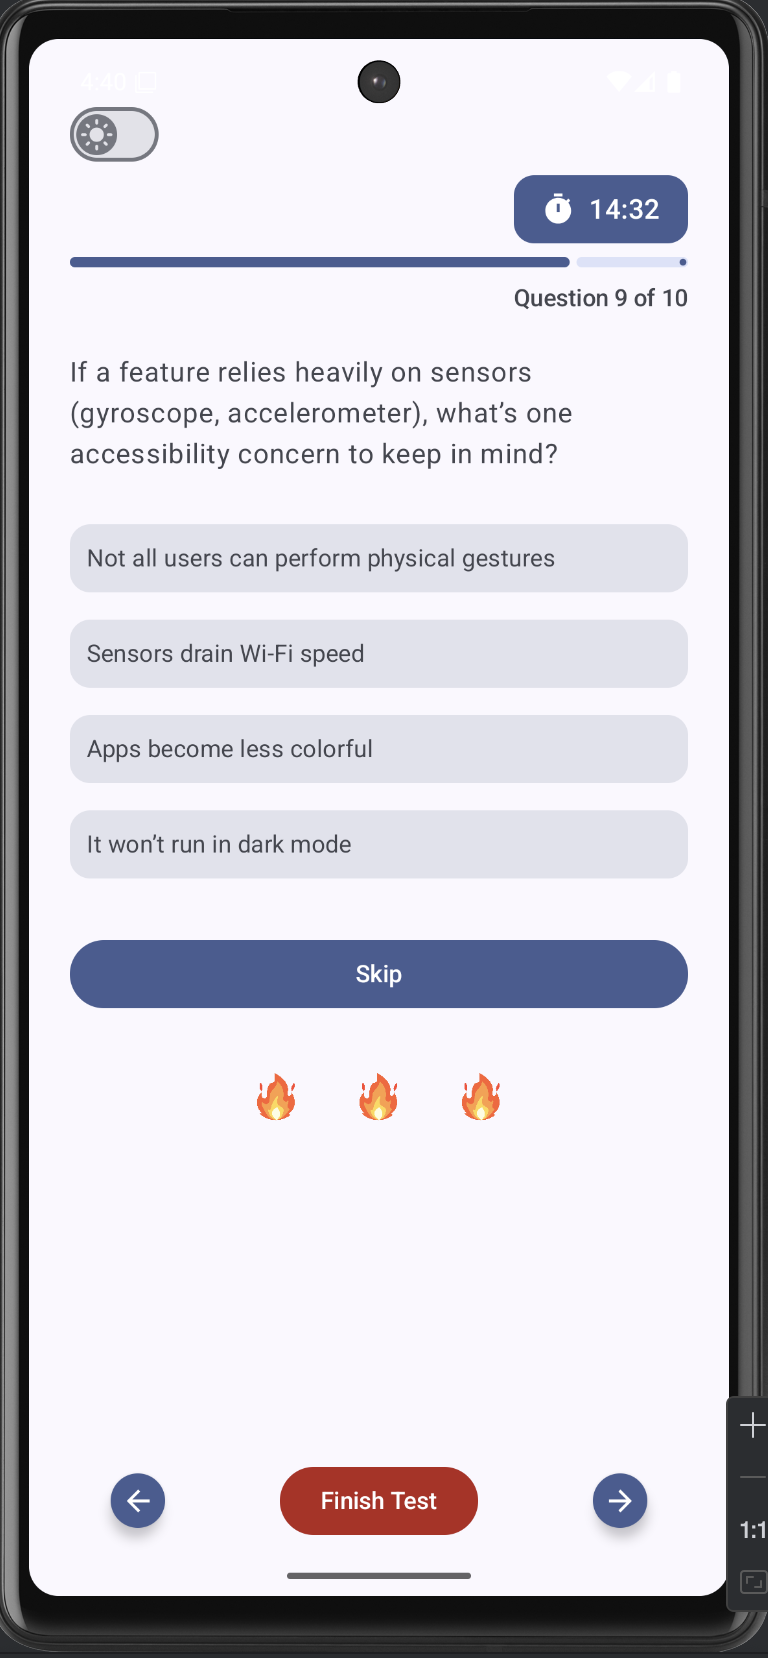 4:40
14:32
Question 9 of 10
If a feature relies heavily on sensors
(gyroscope, accelerometer), what’s one
accessibility concern to keep in mind?
Not all users can perform physical gestures
Sensors drain Wi-Fi speed
Apps become less colorful
It won’t run in dark mode
Skip
Finish Test
1:1